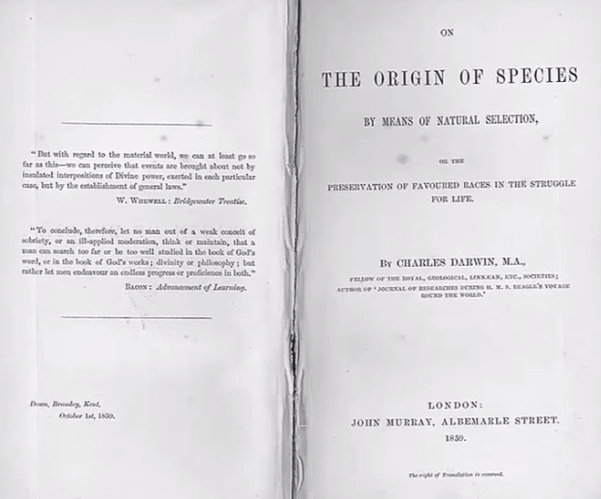 "But with regard to the material world, we can at least go so
far as this—we can perceive that events are brought about not by
insulated interpositions of Divine power, exerted in each particular
case, but by the establishment of general laws."
W. Whewell: Bridgewater Treatise.
"To conclude, therefore, let no man out of a weak conceit of
sobriety, or an ill-applied moderation, think or maintain, that a
man can search too far or be too well studied in the book of God's
word, or in the book of God's works; divinity or philosophy; but
rather let men endeavour an endless progress or proficience in both."
Bacon: Advancement of Learning.
Down, Bromley, Kent,
October 1st, 1859.
ON
THE ORIGIN OF SPECIES
BY MEANS OF NATURAL SELECTION,
OR THE
PRESERVATION OF FAVOURED RACES IN THE STRUGGLE
FOR LIFE.
By CHARLES DARWIN, M.A.,
FELLOW OF THE ROYAL, GEOLOGICAL, LINNÆAN, ETC., SOCIETIES;
AUTHOR OF 'JOURNAL OF RESEARCHES DURING H. M. S. BEAGLE'S VOYAGE
ROUND THE WORLD.'
LONDON:
JOHN MURRAY, ALBEMARLE STREET.
1859.
The right of Translation is reserved.